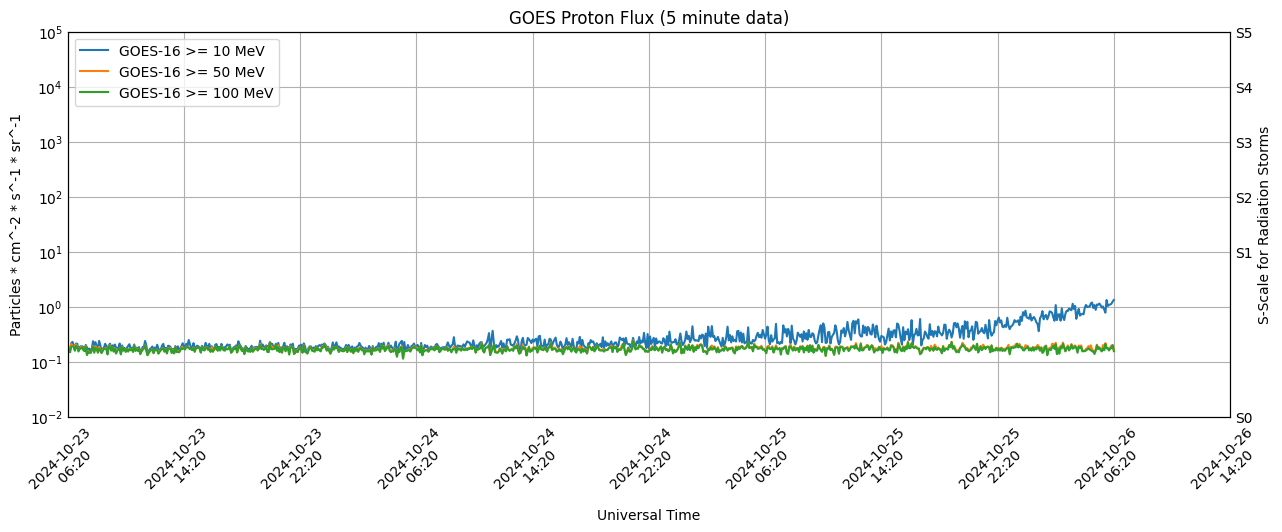 GOES Proton Flux (5 minute data)
GOES-16 >= 10 MeV
GOES-16 >= 50 MeV
GOES-16 >= 100 MeV
Particles * cm^-2 * s^-1 * sr^-1
10^5
10^4
10^3
10^2
10^1
10^0
10^-1
10^-2
S5
S4
S3
S2
S1
S0
S-Scale for Radiation Storms
2024-10-23
06:20
2024-10-23
14:20
2024-10-23
22:20
2024-10-24
06:20
2024-10-24
14:20
2024-10-24
22:20
2024-10-25
06:20
2024-10-25
14:20
2024-10-25
22:20
2024-10-26
06:20
2024-10-26
14:20
Universal Time